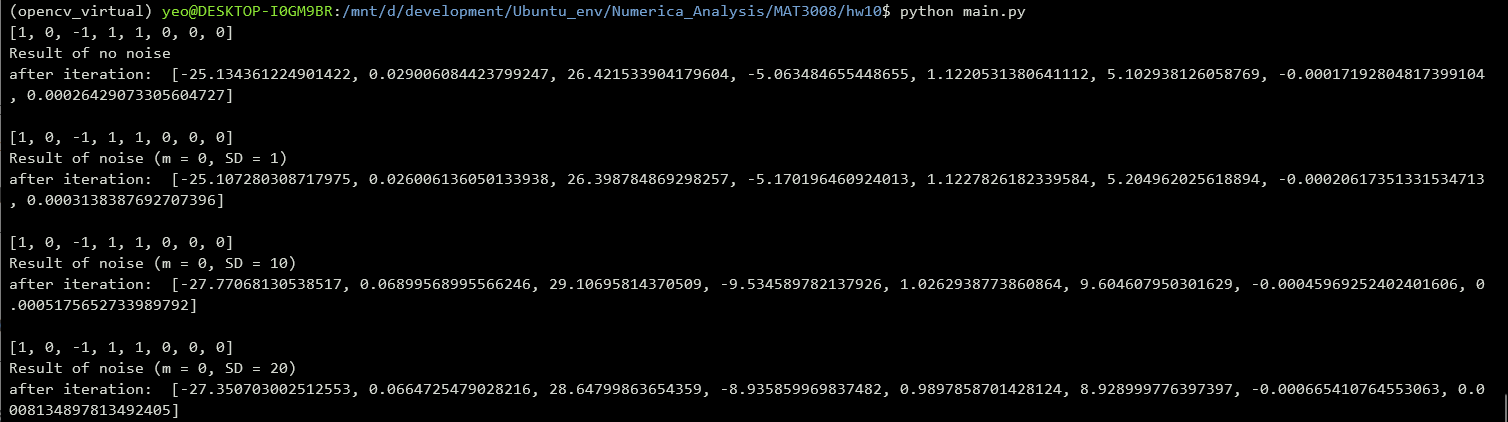 (opencv_virtual) yeo@DESKTOP-I0GM9BR:/mnt/d/development/Ubuntu_env/Numerica_Analysis/MAT3008/hw10$ python main.py
[1, 0, -1, 1, 1, 0, 0, 0]
Result of no noise
after iteration:  [-25.134361224901422, 0.029006084423799247, 26.421533904179604, -5.063484655448655, 1.1220531380641112, 5.102938126058769, -0.00017192804817399104
, 0.00026429073305604727]
[1, 0, -1, 1, 1, 0, 0, 0]
Result of noise (m = 0, SD = 1)
after iteration:  [-25.107280308717975, 0.026006136050133938, 26.398784869298257, -5.170196460924013, 1.1227826182339584, 5.204962025618894, -0.00020617351331534713
, 0.0003138387692707396]
[1, 0, -1, 1, 1, 0, 0, 0]
Result of noise (m = 0, SD = 10)
after iteration:  [-27.77068130538517, 0.06899568995566246, 29.10695814370509, -9.534589782137926, 1.0262938773860864, 9.604607950301629, -0.00045969252402401606, 0
.0005175652733989792]
[1, 0, -1, 1, 1, 0, 0, 0]
Result of noise (m = 0, SD = 20)
after iteration:  [-27.350703002512553, 0.0664725479028216, 28.64799863654359, -8.935859969837482, 0.9897858701428124, 8.928999776397397, -0.000665410764553063, 0.0
008134897813492405]